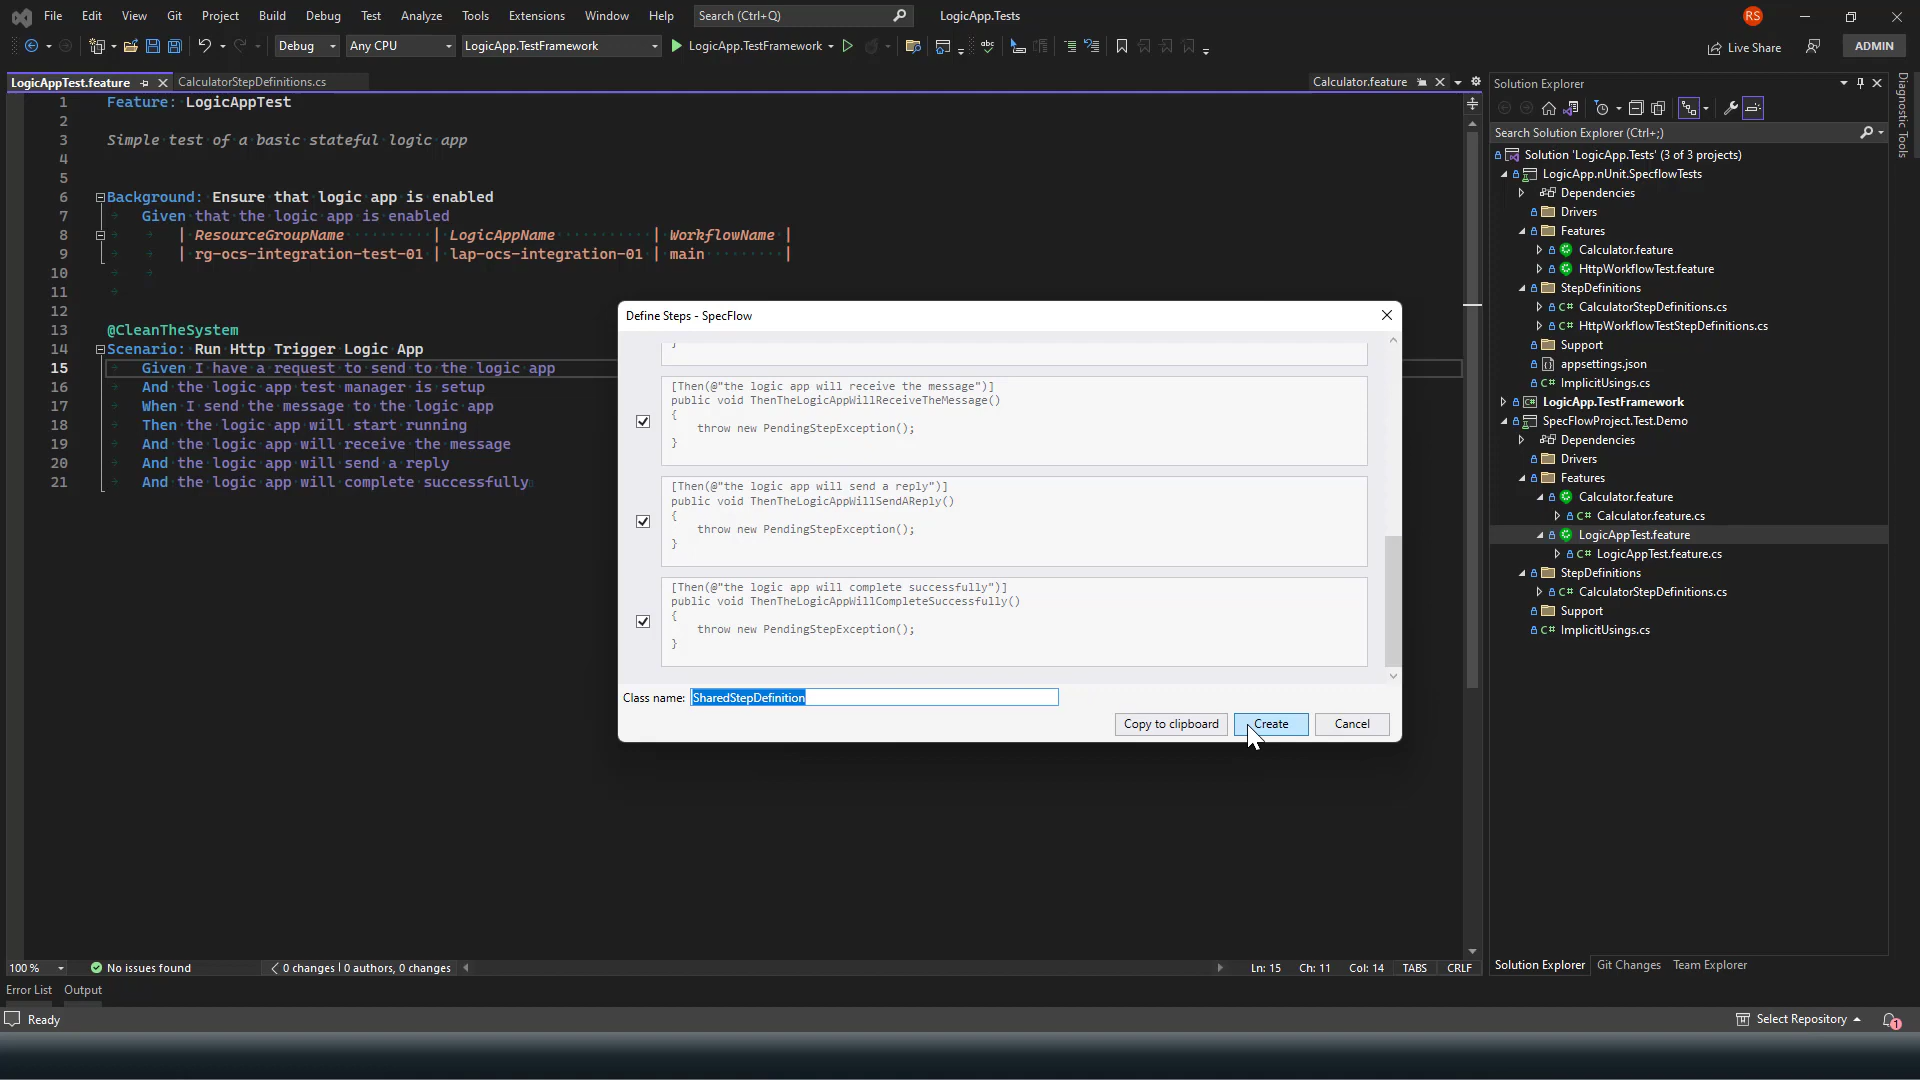 File Edit View Git Project Build Debug Test Analyze Tools Extensions Window Help Search (Ctrl+Q) LogicApp.Tests RS
Debug Any CPU LogicApp.TestFramework LogicApp.TestFramework Live Share ADMIN
LogicAppTest.feature CalculatorStepDefinitions.cs Calculator.feature
1 Feature: LogicAppTest
2
3 Simple test of a basic stateful logic app
4
5
6 Background: Ensure that logic app is enabled
7 Given that the logic app is enabled
8 | ResourceGroupName | LogicAppName | WorkflowName |
9 | rg-ocs-integration-test-01 | lap-ocs-integration-01 | main |
10
11
12
13 @CleanTheSystem
14 Scenario: Run Http Trigger Logic App
15 Given I have a request to send to the logic app
16 And the logic app test manager is setup
17 When I send the message to the logic app
18 Then the logic app will start running
19 And the logic app will receive the message
20 And the logic app will send a reply
21 And the logic app will complete successfully
Define Steps - SpecFlow
}
[Then(@"the logic app will receive the message")]
public void ThenTheLogicAppWillReceiveTheMessage()
{
throw new PendingStepException();
}
[Then(@"the logic app will send a reply")]
public void ThenTheLogicAppWillSendAReply()
{
throw new PendingStepException();
}
[Then(@"the logic app will complete successfully")]
public void ThenTheLogicAppWillCompleteSuccessfully()
{
throw new PendingStepException();
}
Class name: SharedStepDefinition
Copy to clipboard Create Cancel
Solution Explorer
Search Solution Explorer (Ctrl+;)
Solution 'LogicApp.Tests' (3 of 3 projects)
LogicApp.nUnit.SpecflowTests
Dependencies
Drivers
Features
Calculator.feature
HttpWorkflowTest.feature
StepDefinitions
C# CalculatorStepDefinitions.cs
C# HttpWorkflowTestStepDefinitions.cs
Support
appsettings.json
C# ImplicitUsings.cs
C# LogicApp.TestFramework
SpecFlowProject.Test.Demo
Dependencies
Drivers
Features
Calculator.feature
C# Calculator.feature.cs
LogicAppTest.feature
C# LogicAppTest.feature.cs
StepDefinitions
C# CalculatorStepDefinitions.cs
Support
C# ImplicitUsings.cs
Diagnostic Tools
100 % No issues found 0 changes | 0 authors, 0 changes Ln: 15 Ch: 11 Col: 14 TABS CRLF
Solution Explorer Git Changes Team Explorer
Error List Output
Ready Select Repository 1